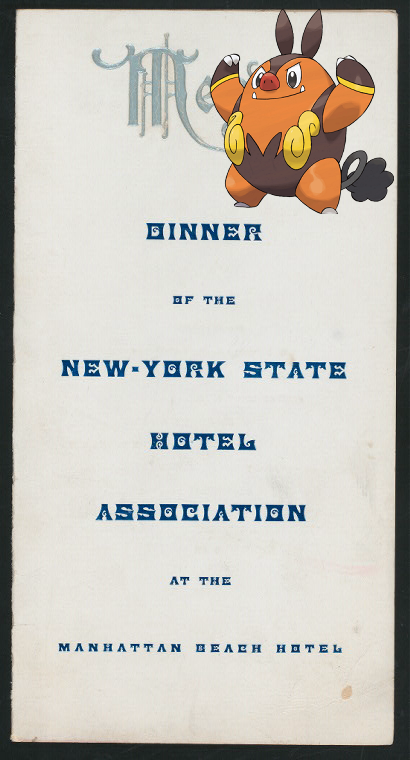 DINNER
OF THE
NEW-YORK STATE
HOTEL
ASSOCIATION
AT THE
MANHATTAN BEACH HOTEL